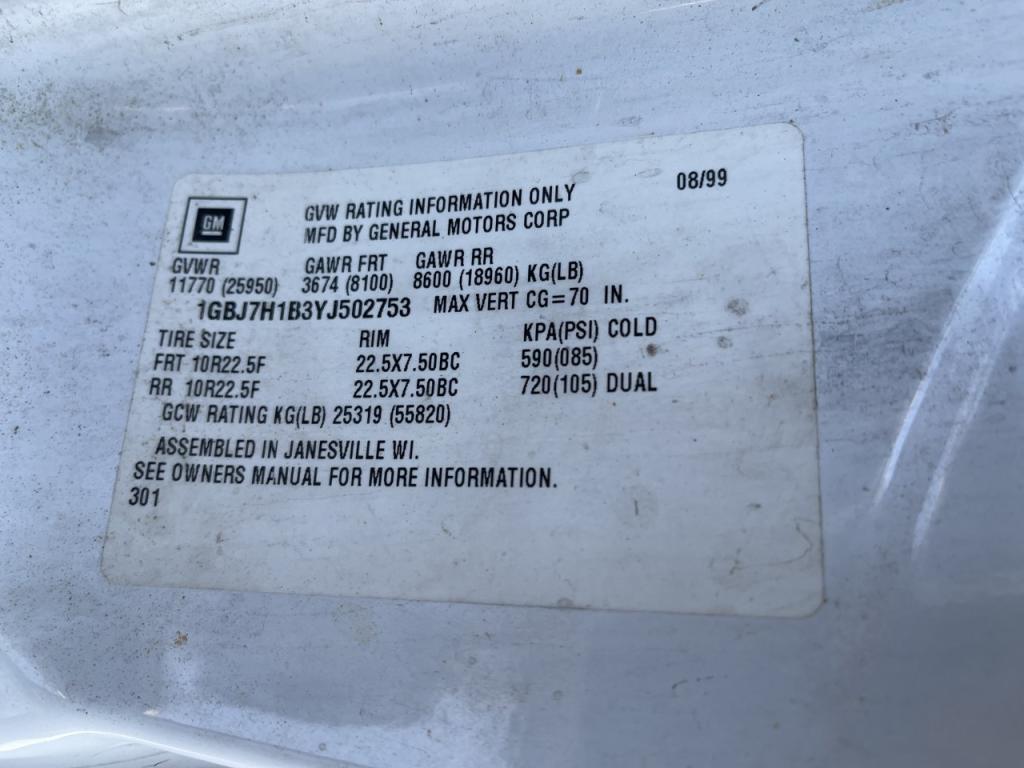 GM
08/99
GVW RATING INFORMATION ONLY
MFD BY GENERAL MOTORS CORP
GVWR GAWR FRT GAWR RR
11770 (25950) 3674 (8100) 8600 (18960) KG(LB)
1GBJ7H1B3YJ502753 MAX VERT CG=70 IN.
TIRE SIZE RIM KPA(PSI) COLD
FRT 10R22.5F 22.5X7.50BC 590(085)
RR 10R22.5F 22.5X7.50BC 720(105) DUAL
GCW RATING KG(LB) 25319 (55820)
ASSEMBLED IN JANESVILLE WI.
SEE OWNERS MANUAL FOR MORE INFORMATION.
301